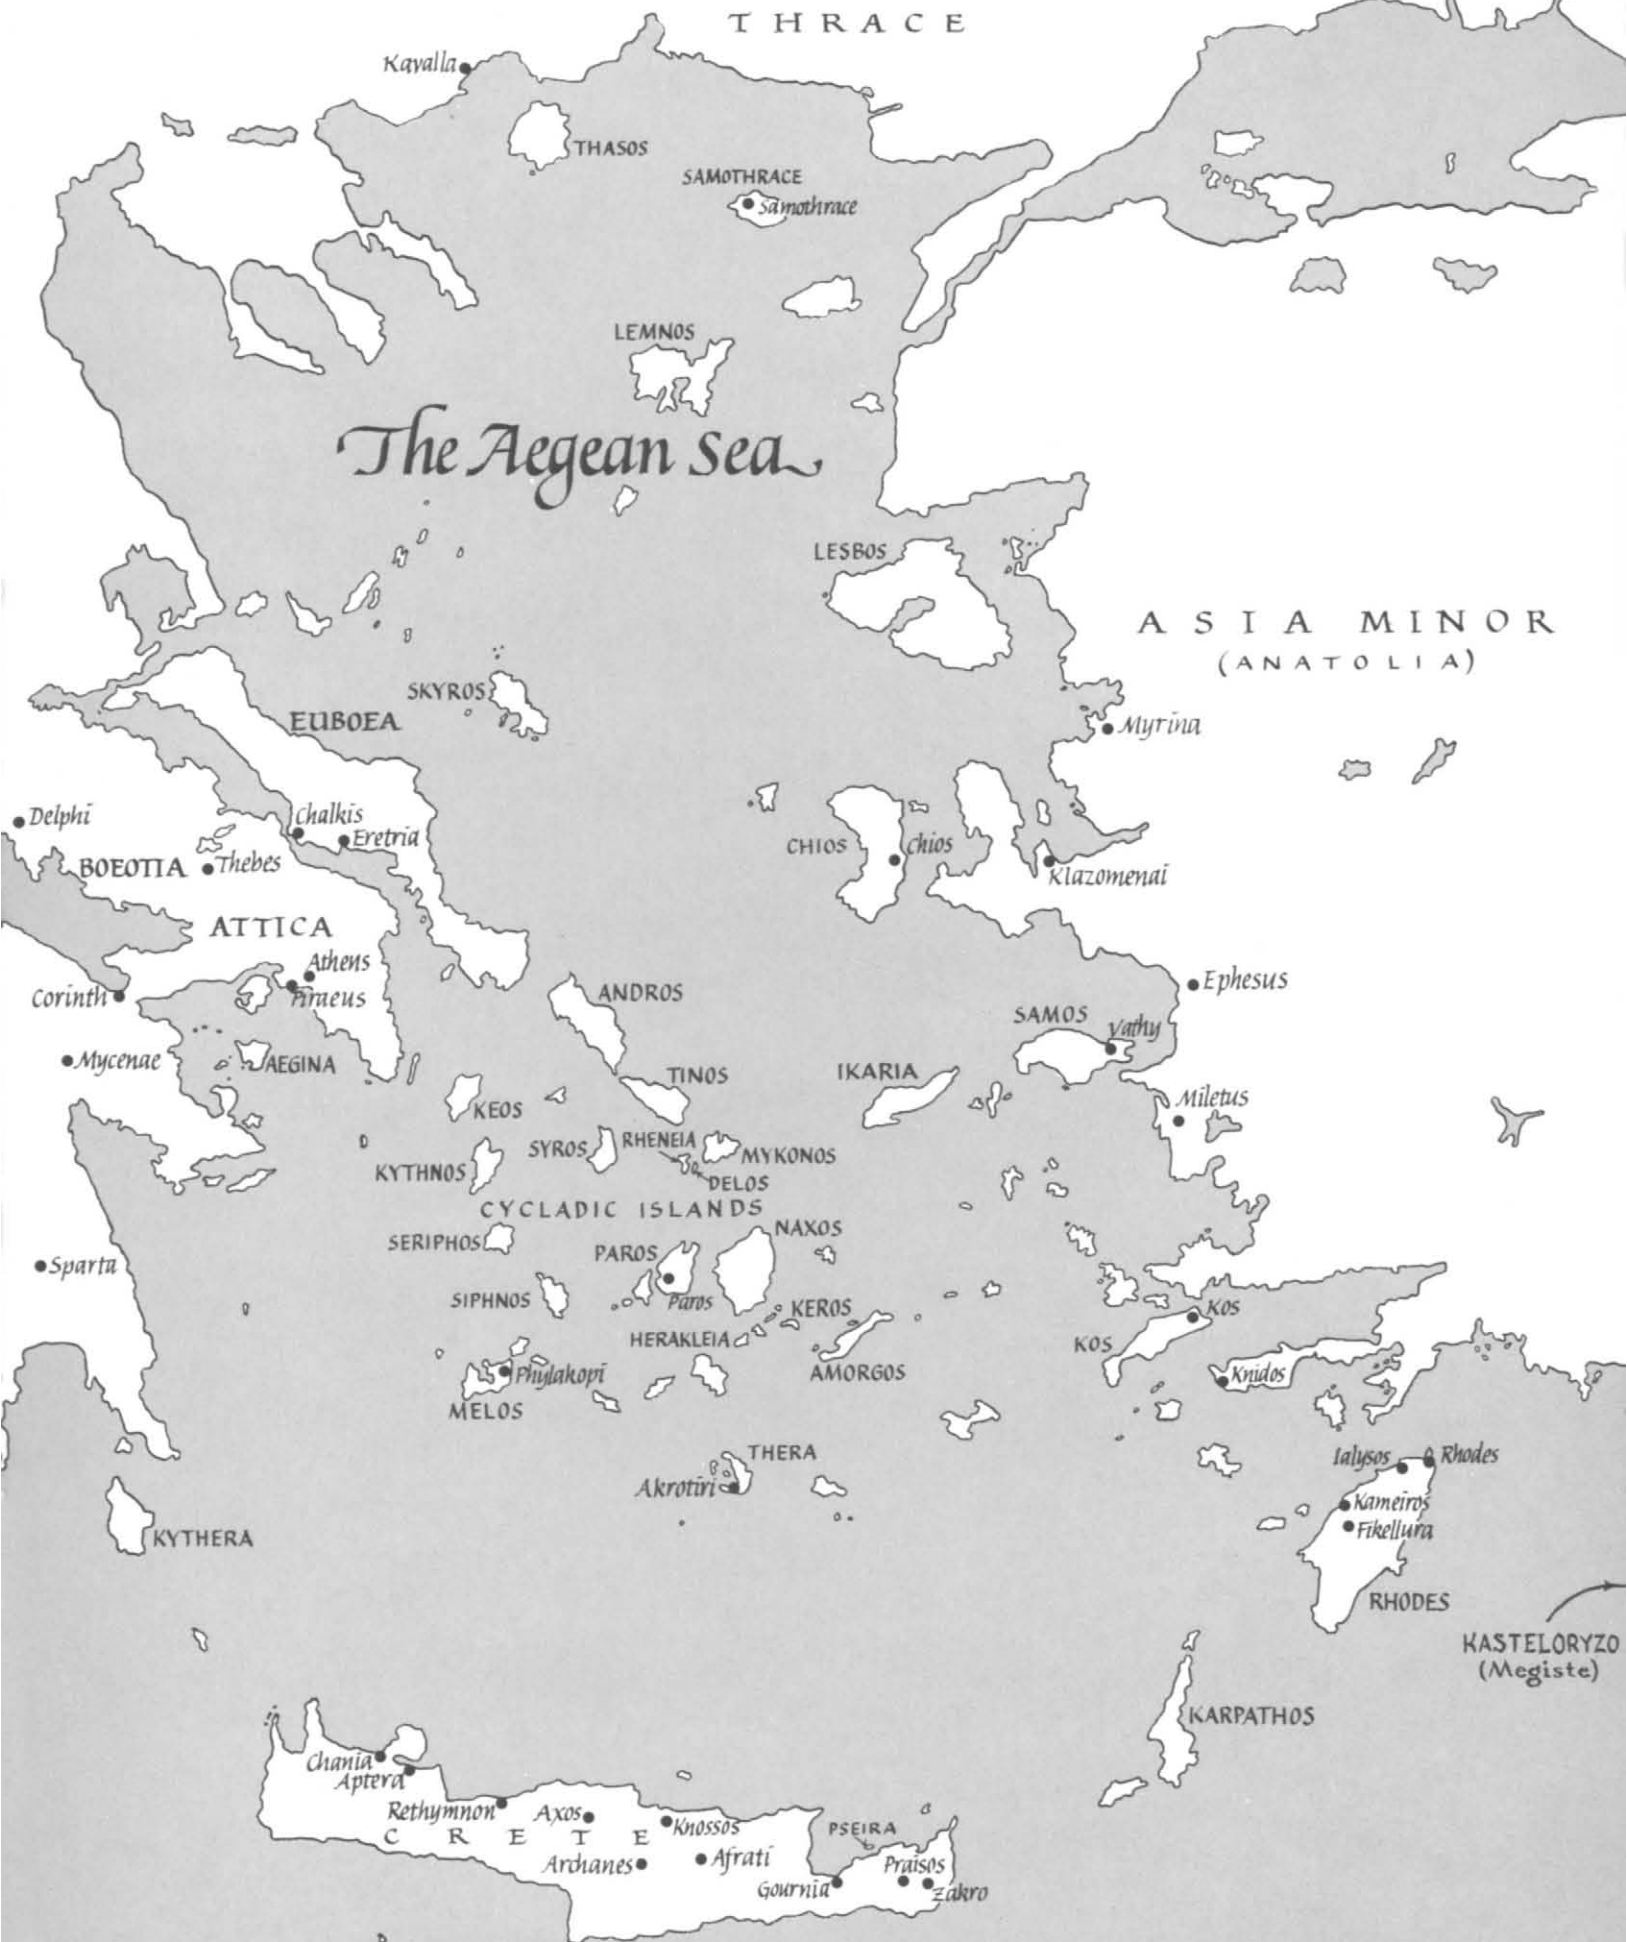 THRACE
Kavalla
THASOS
SAMOTHRACE
Samothrace
LEMNOS
The Aegean Sea
LESBOS
ASIA MINOR
(ANATOLIA)
SKYROS
EUBOEA
Myrina
Delphi
Chalkis
Eretria
CHIOS
Chios
BOEOTIA
Thebes
Klazomenai
ATTICA
Athens
Corinth
Piraeus
ANDROS
Ephesus
SAMOS
Vathy
Mycenae
AEGINA
TINOS
IKARIA
KEOS
Miletus
SYROS
RHENEIA
MYKONOS
KYTHNOS
DELOS
CYCLADIC ISLANDS
NAXOS
SERIPHOS
PAROS
Sparta
SIPHNOS
Paros
KEROS
Kos
HERAKLEIA
KOS
Phylakopi
AMORGOS
Knidos
MELOS
THERA
Ialysos
Rhodes
Akrotiri
Kameiros
Fikellura
KYTHERA
RHODES
KASTELORYZO
(Megiste)
KARPATHOS
Chania
Aptera
Rethymnon
Axos
Knossos
PSEIRA
CRETE
Archanes
Afrati
Praisos
Gournia
Zakro